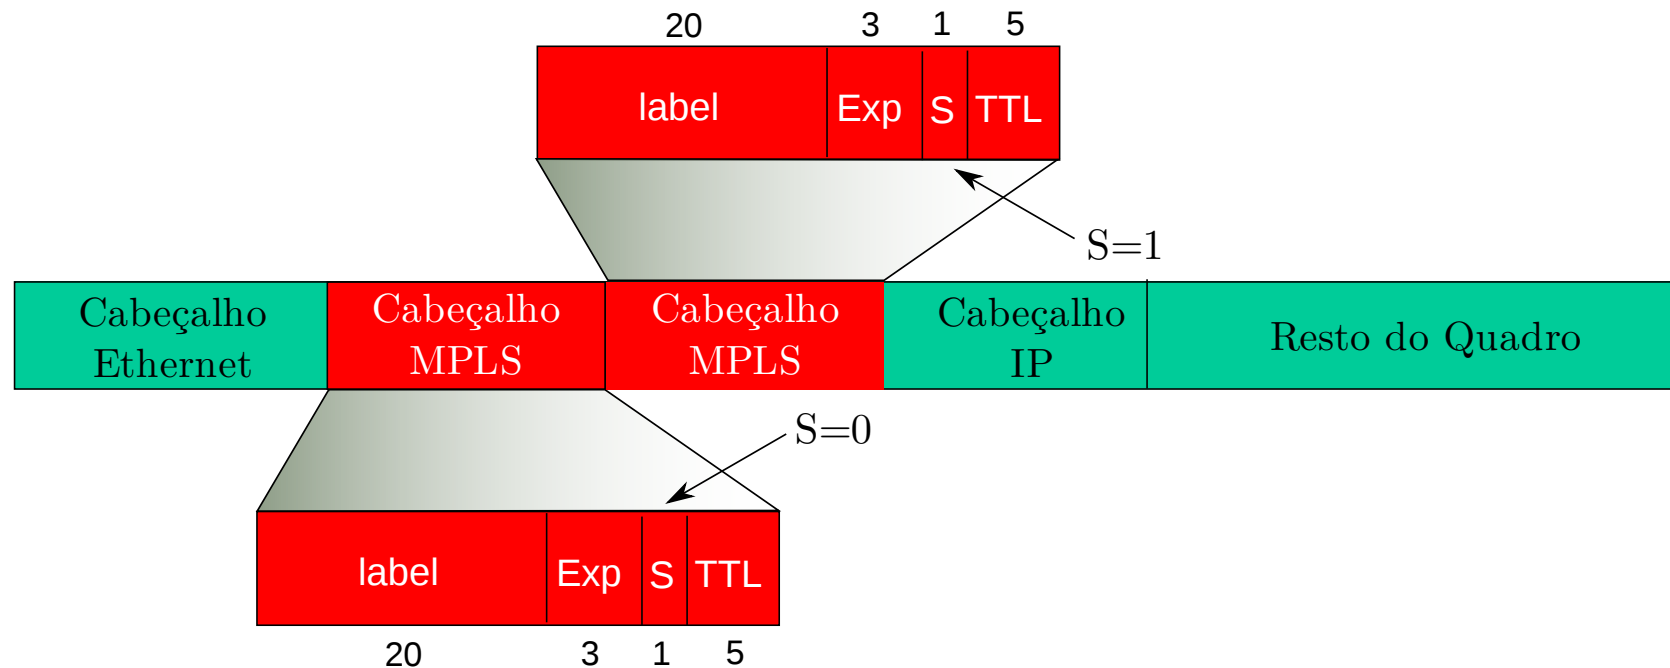 20 3 1 5
label Exp S TTL
S=1
Cabeçalho Ethernet
Cabeçalho MPLS
Cabeçalho MPLS
Cabeçalho IP
Resto do Quadro
S=0
label Exp S TTL
20 3 1 5